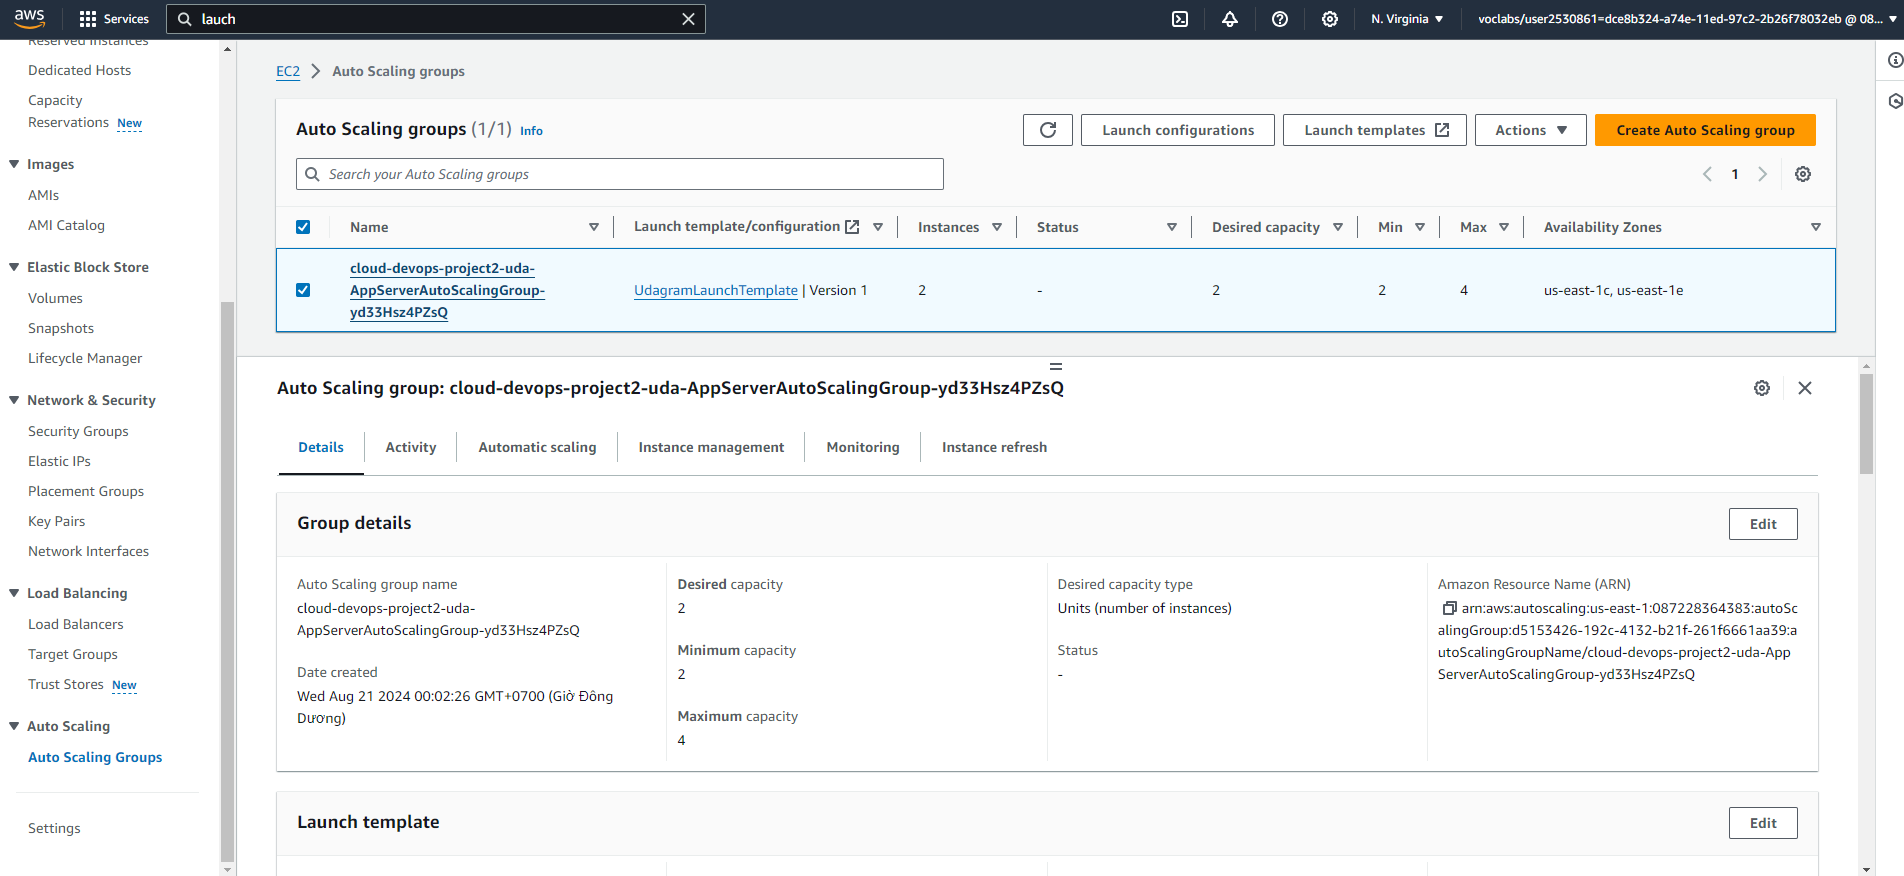 aws
Services
lauch
N. Virginia
voclabs/user2530861=dce8b324-a74e-11ed-97c2-2b26f78032eb @ 08...
Reserved Instances
Dedicated Hosts
Capacity
Reservations New
Images
AMIs
AMI Catalog
Elastic Block Store
Volumes
Snapshots
Lifecycle Manager
Network & Security
Security Groups
Elastic IPs
Placement Groups
Key Pairs
Network Interfaces
Load Balancing
Load Balancers
Target Groups
Trust Stores New
Auto Scaling
Auto Scaling Groups
Settings
EC2 Auto Scaling groups
Auto Scaling groups (1/1) Info
Launch configurations
Launch templates
Actions
Create Auto Scaling group
Search your Auto Scaling groups
1
Name
Launch template/configuration
Instances
Status
Desired capacity
Min
Max
Availability Zones
cloud-devops-project2-uda-
AppServerAutoScalingGroup-
yd33Hsz4PZsQ
UdagramLaunchTemplate | Version 1
2
-
2
2
4
us-east-1c, us-east-1e
Auto Scaling group: cloud-devops-project2-uda-AppServerAutoScalingGroup-yd33Hsz4PZsQ
Details
Activity
Automatic scaling
Instance management
Monitoring
Instance refresh
Group details
Edit
Auto Scaling group name
cloud-devops-project2-uda-
AppServerAutoScalingGroup-yd33Hsz4PZsQ
Date created
Wed Aug 21 2024 00:02:26 GMT+0700 (Giờ Đông
Dương)
Desired capacity
2
Minimum capacity
2
Maximum capacity
4
Desired capacity type
Units (number of instances)
Status
-
Amazon Resource Name (ARN)
arn:aws:autoscaling:us-east-1:087228364383:autoSc
alingGroup:d5153426-192c-4132-b21f-261f6661aa39:a
utoScalingGroupName/cloud-devops-project2-uda-App
ServerAutoScalingGroup-yd33Hsz4PZsQ
Launch template
Edit